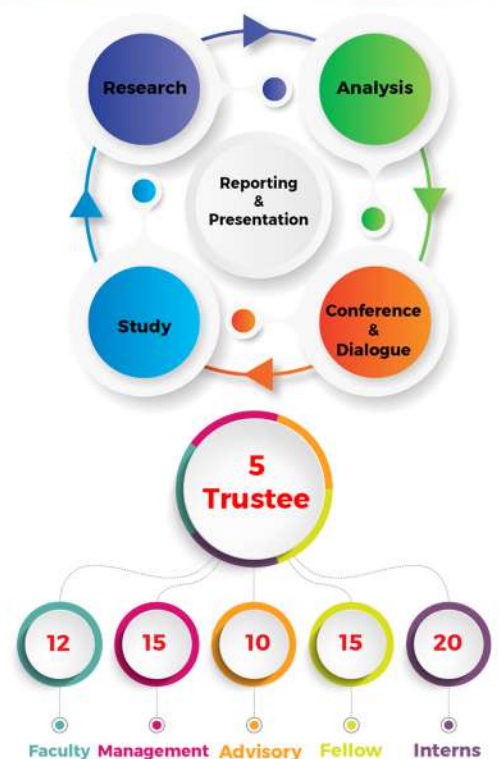 Research
Analysis
Reporting
&
Presentation
Study
Conference
&
Dialogue
5
Trustee
12
15
10
15
20
Faculty
Management
Advisory
Fellow
Interns